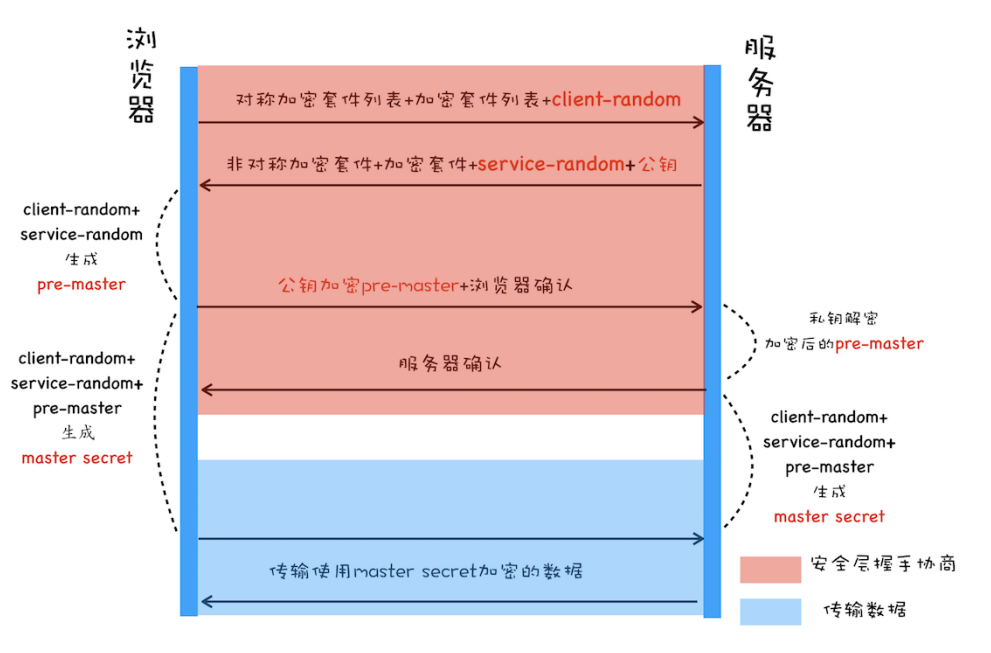 浏览器
服务器
对称加密套件列表+加密套件列表+client-random
非对称加密套件+加密套件+service-random+公钥
client-random+
service-random
生成
pre-master
公钥加密pre-master+浏览器确认
私钥解密
加密后的pre-master
服务器确认
client-random+
service-random+
pre-master
生成
master secret
client-random+
service-random+
pre-master
生成
master secret
传输使用master secret加密的数据
安全层握手协商
传输数据